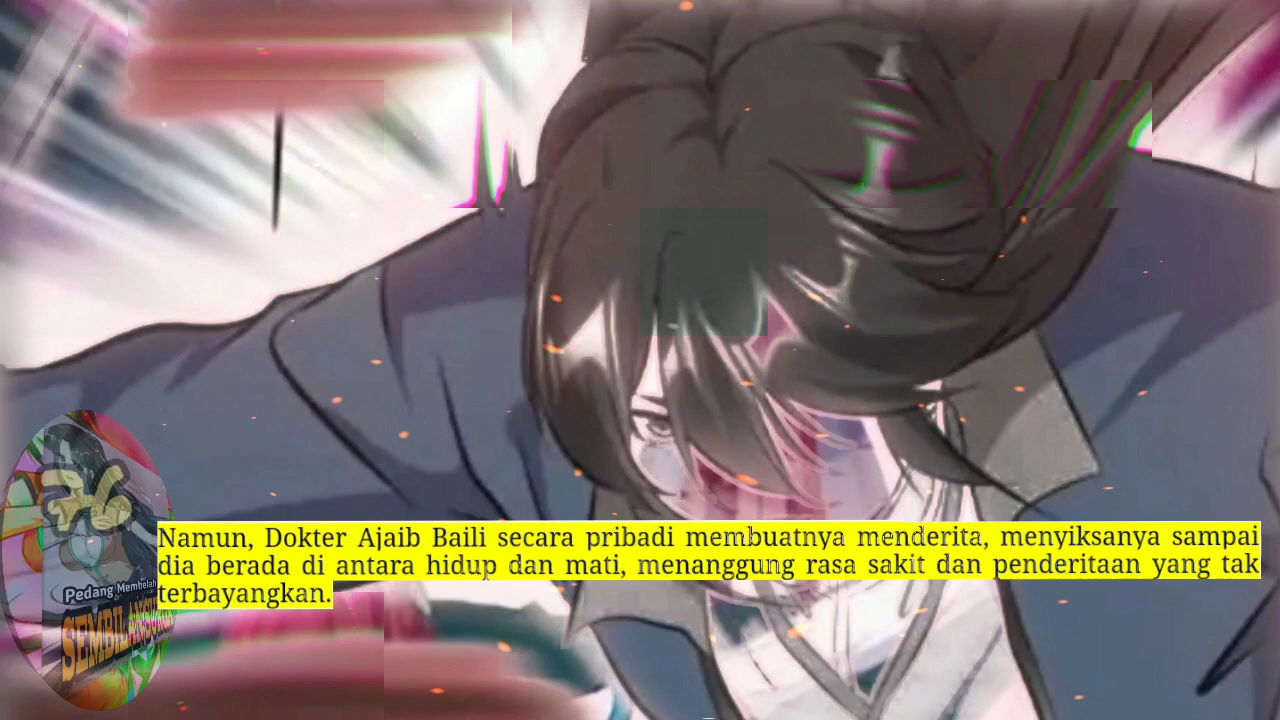 Namun, Dokter Ajaib Baili secara pribadi membuatnya menderita, menyiksanya sampai
dia berada di antara hidup dan mati, menanggung rasa sakit dan penderitaan yang tak
terbayangkan.
36
Pedang Membelah